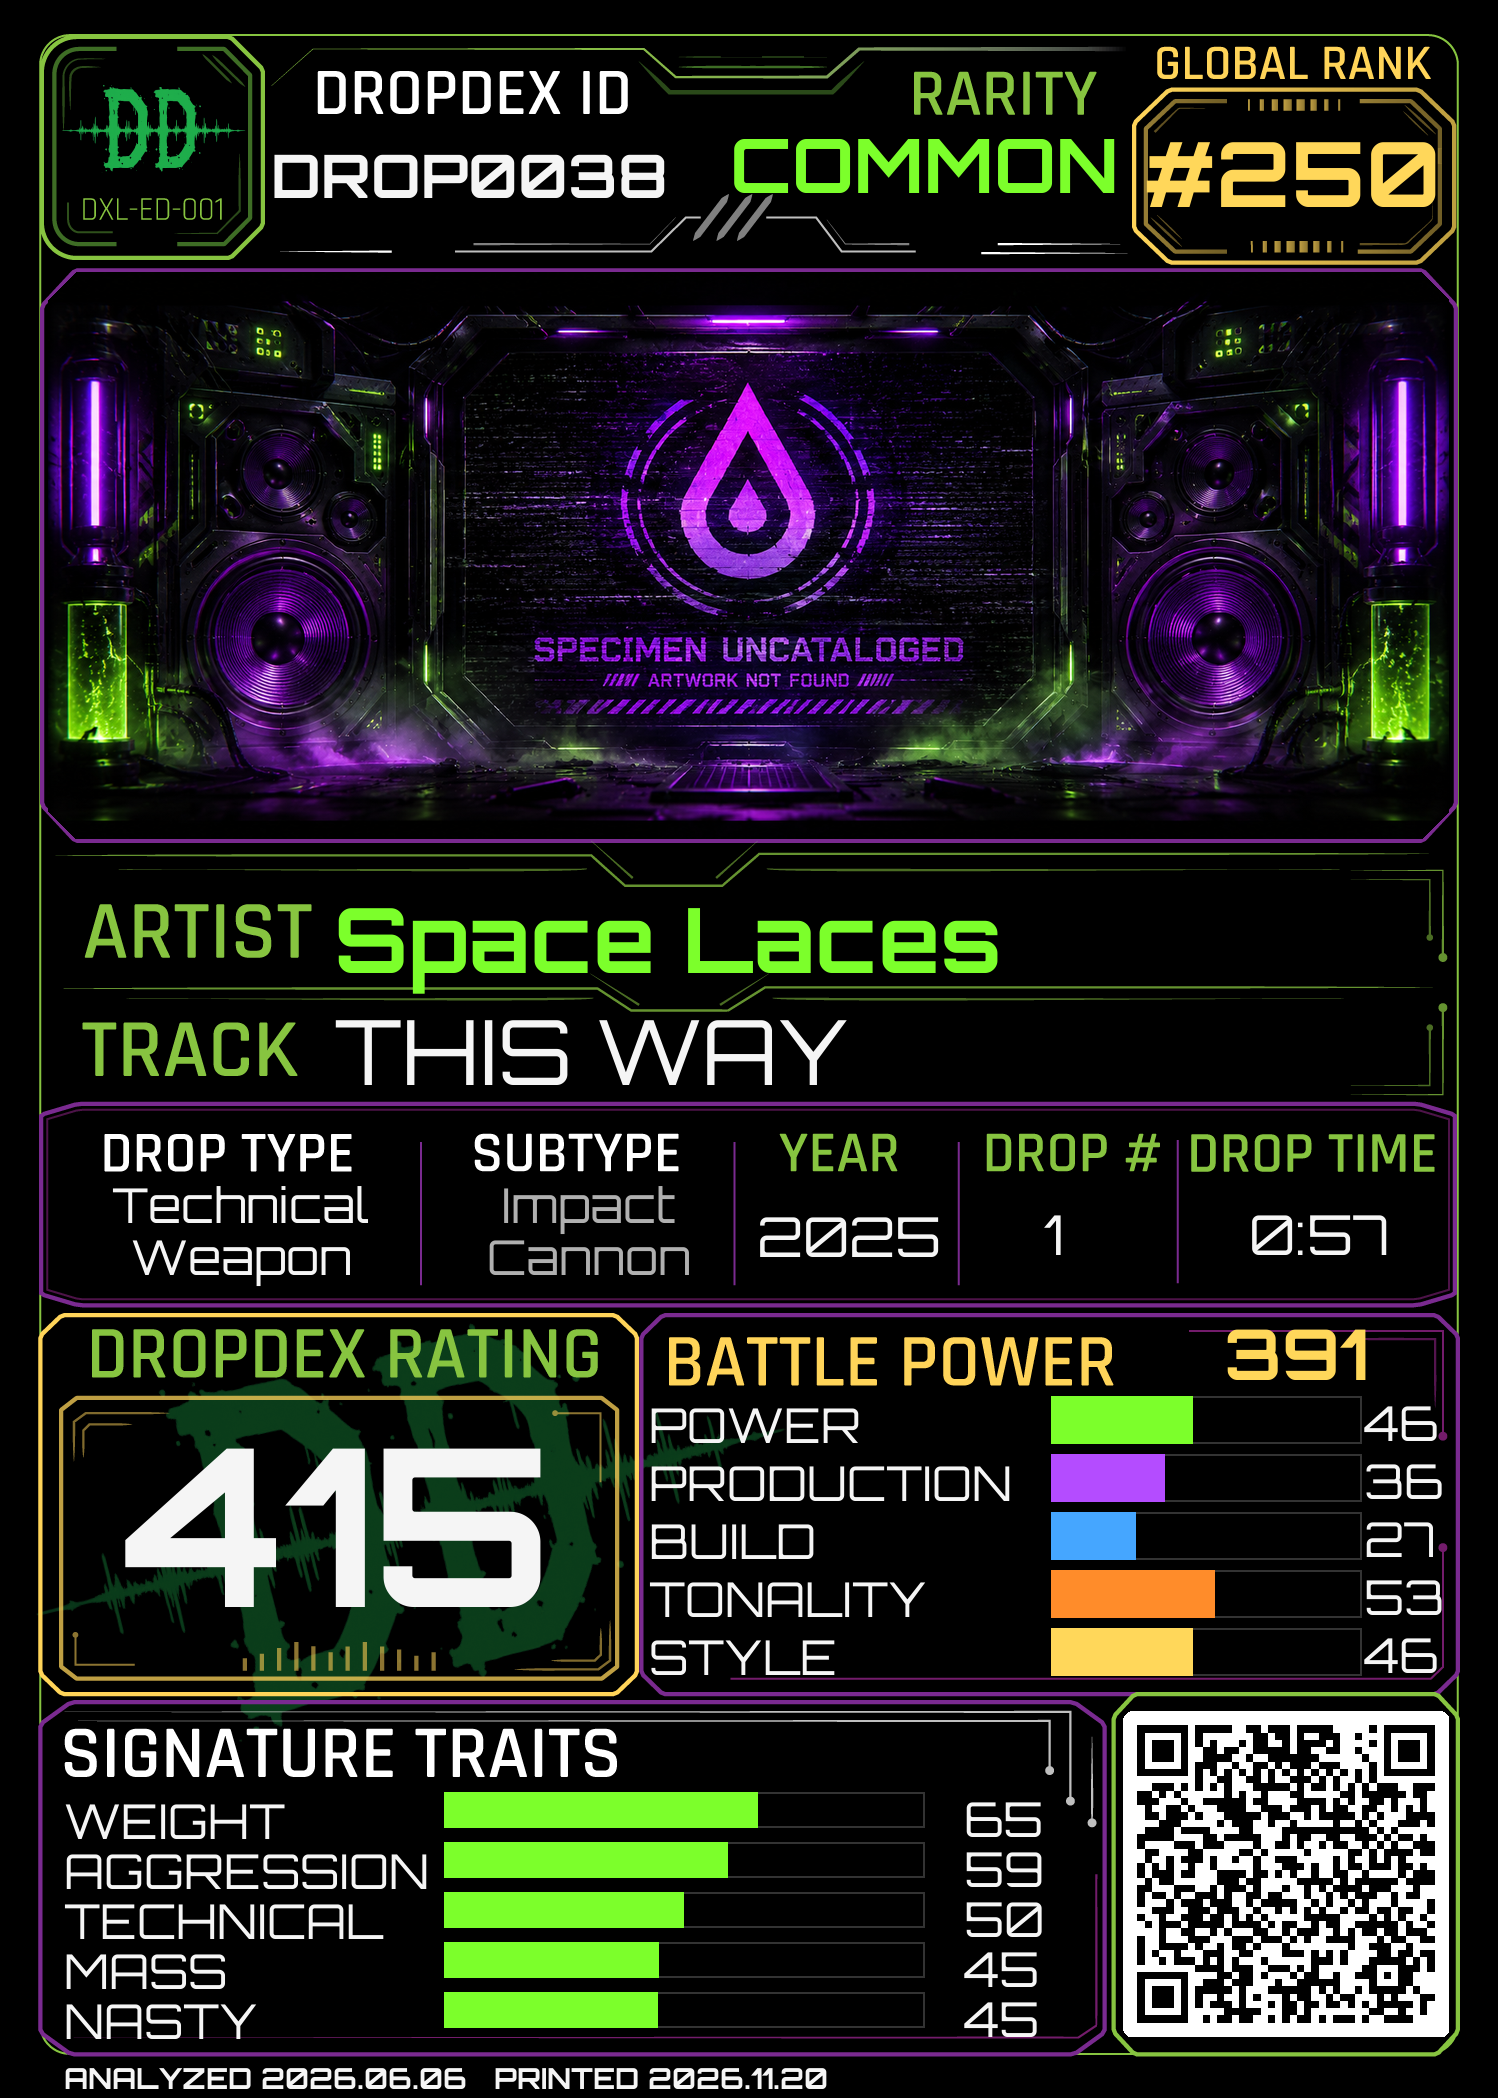 DD
DXL-ED-001
DROPDEX ID
DROP0038
RARITY
COMMON
GLOBAL RANK
#250
SPECIMEN UNCATALOGED
///// ARTWORK NOT FOUND /////
ARTIST Space Laces
TRACK THIS WAY
DROP TYPE
Technical
Weapon
SUBTYPE
Impact
Cannon
YEAR
2025
DROP #
1
DROP TIME
0:57
DROPDEX RATING
415
BATTLE POWER 391
POWER 46
PRODUCTION 36
BUILD 27
TONALITY 53
STYLE 46
SIGNATURE TRAITS
WEIGHT 65
AGGRESSION 59
TECHNICAL 50
MASS 45
NASTY 45
ANALYZED 2026.06.06 PRINTED 2026.11.20